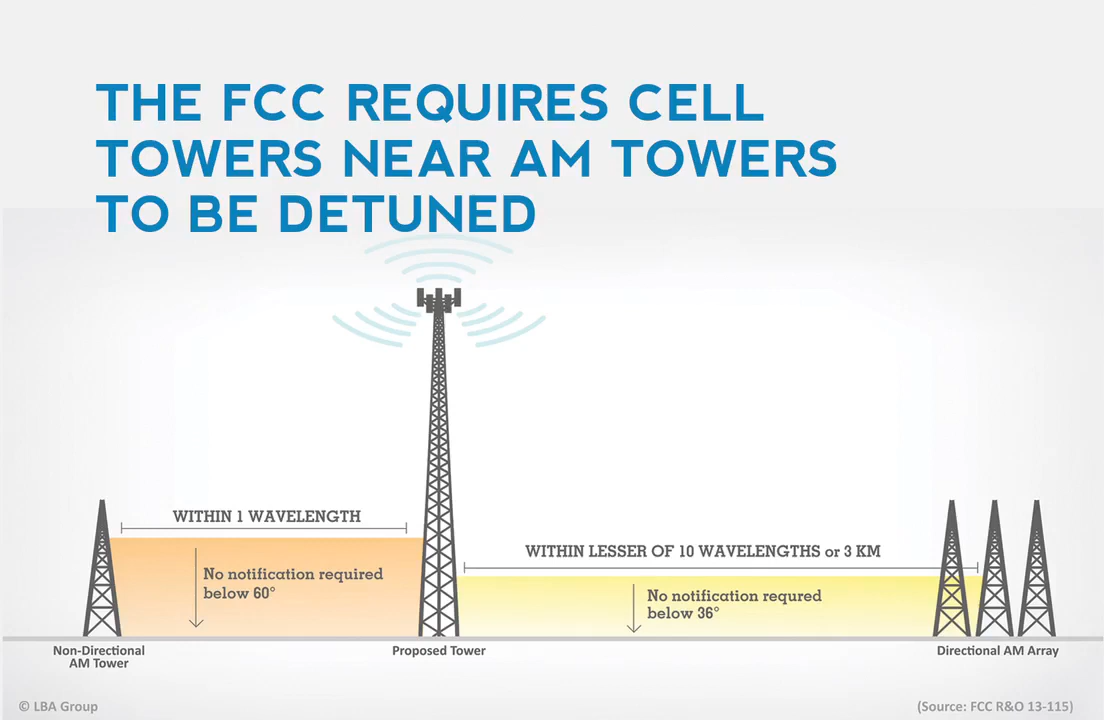 THE FCC REQUIRES CELL
TOWERS NEAR AM TOWERS
TO BE DETUNED
WITHIN 1 WAVELENGTH
No notification required
below 60°
WITHIN LESSER OF 10 WAVELENGTHS or 3 KM
No notification requred
below 36°
Non-Directional
AM Tower
Proposed Tower
Directional AM Array
© LBA Group
(Source: FCC R&O 13-115)